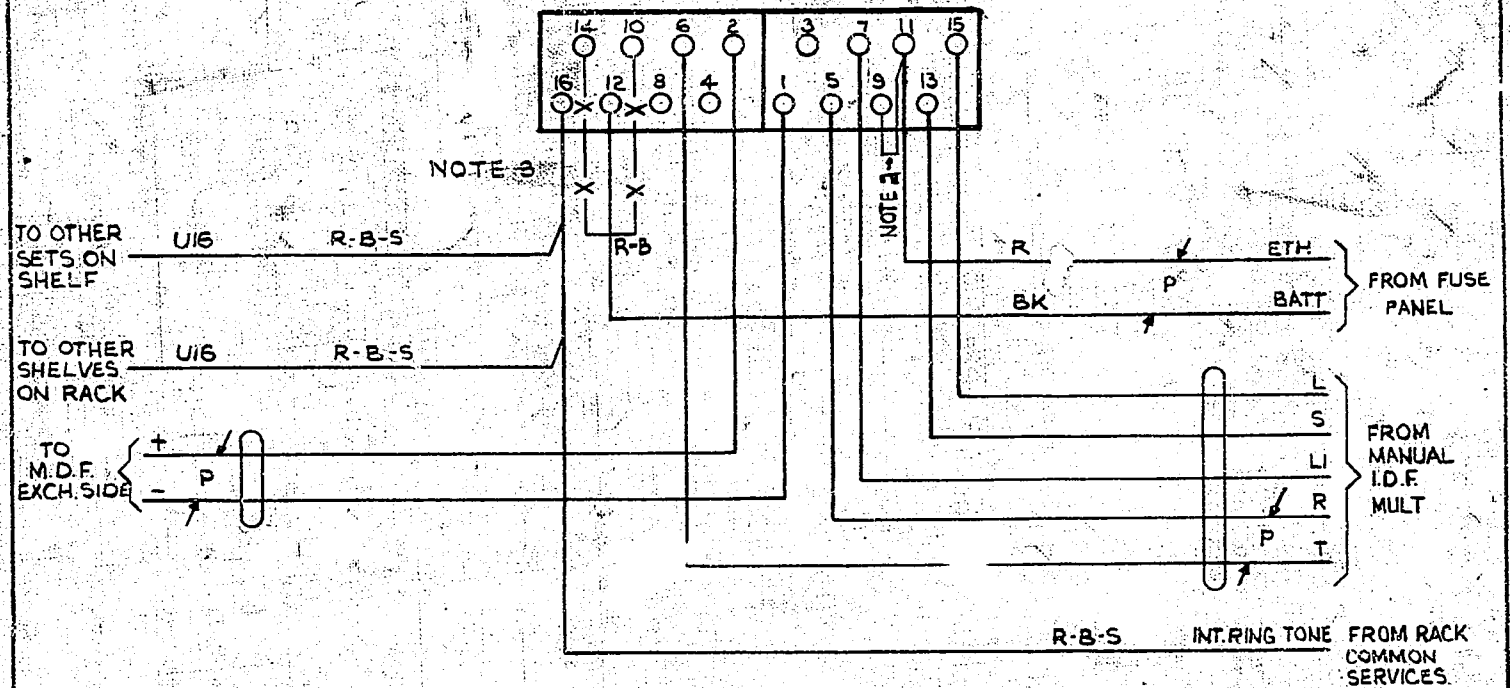 14 10 6 2 3 7 11 15
16 12 8 4 1 5 9 13
NOTE 3
NOTE 2
R-B
TO OTHER
SETS ON
SHELF
U16 R-B-S
TO OTHER
SHELVES
ON RACK
U16 R-B-S
TO
M.D.F.
EXCH. SIDE
+
P
-
R P ETH.
BK BATT
FROM FUSE
PANEL
L
S
LI
R
P
T
FROM
MANUAL
I.D.F.
MULT
R-B-S INT. RING TONE FROM RACK
COMMON
SERVICES.